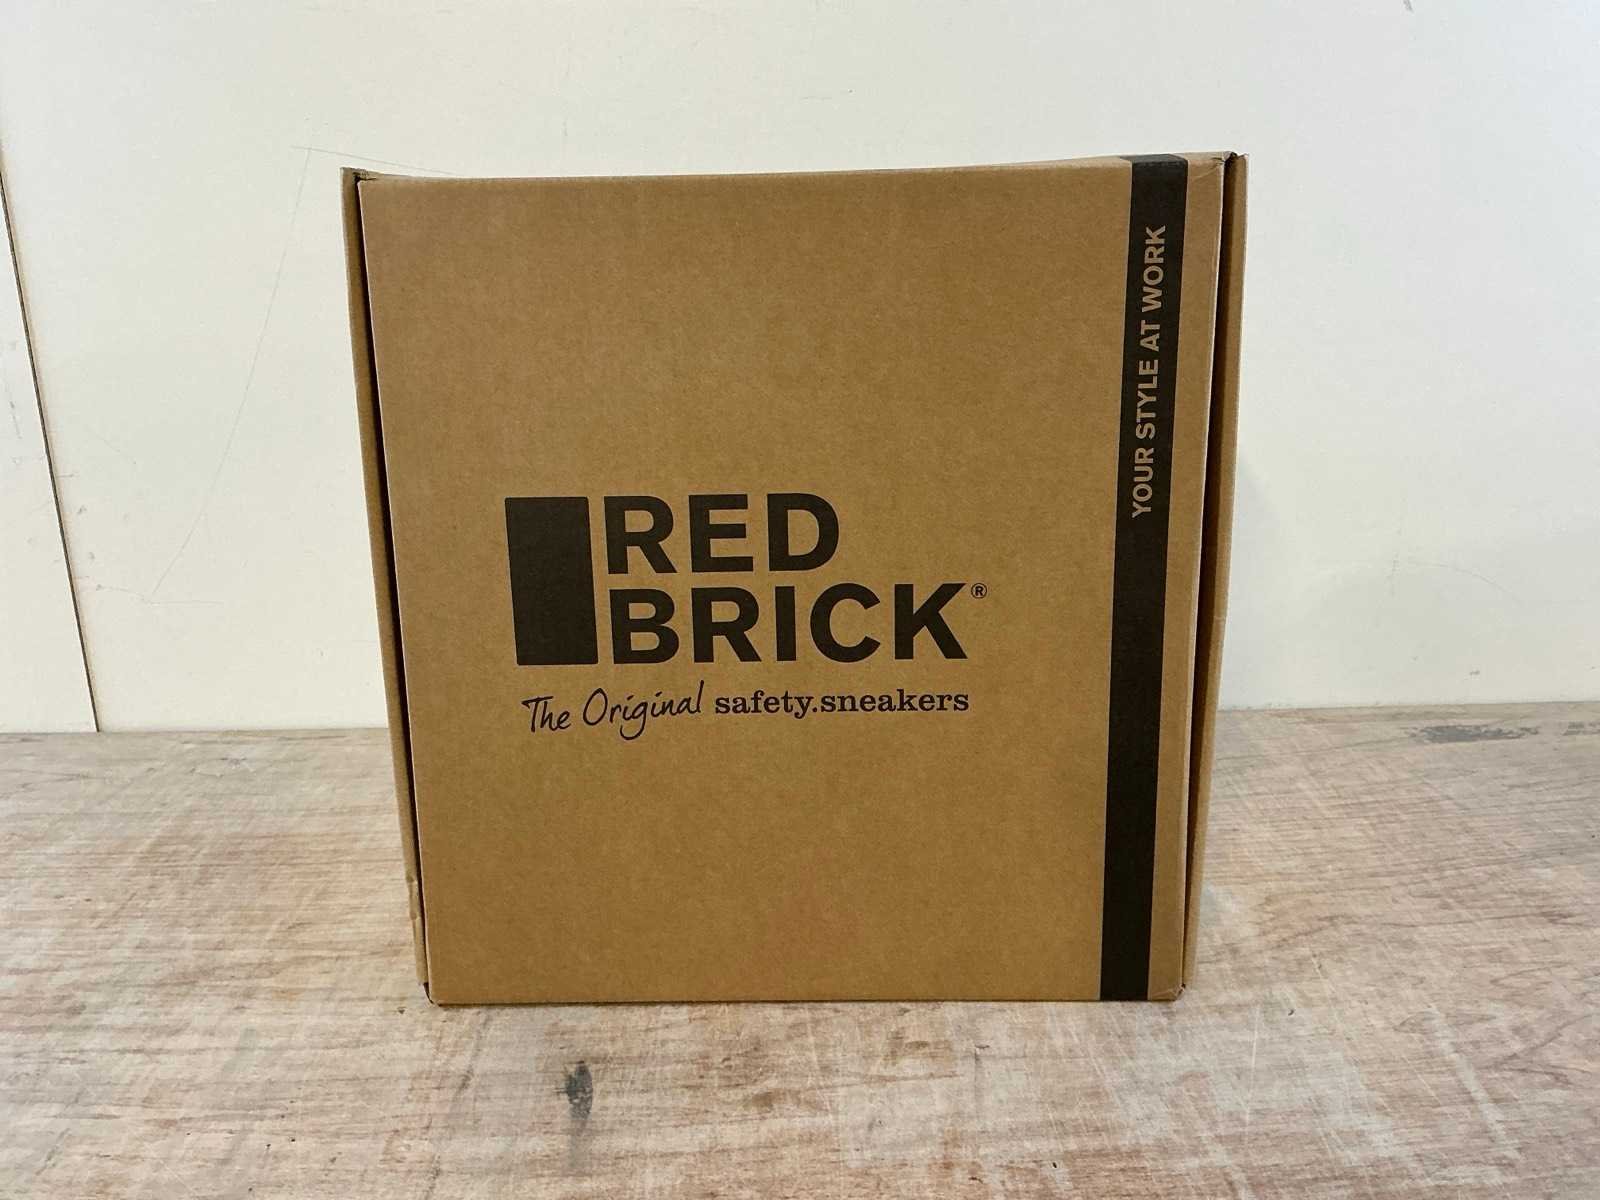 RED
BRICK®
The Original safety.sneakers
YOUR STYLE AT WORK